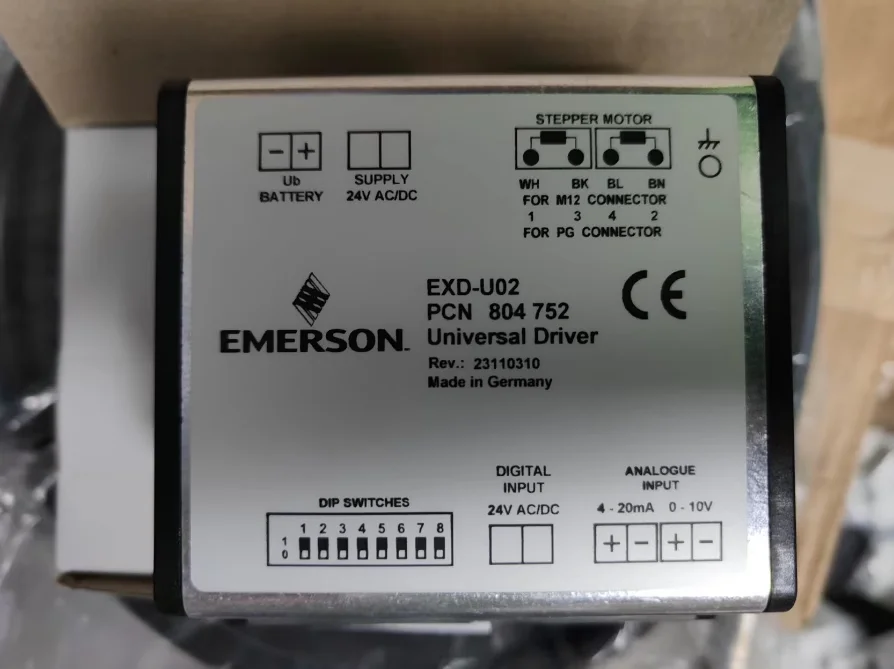 STEPPER MOTOR
- +
Ub
BATTERY
SUPPLY
24V AC/DC
WH BK BL BN
FOR M12 CONNECTOR
1 3 4 2
FOR PG CONNECTOR
EMERSON
EXD-U02
PCN 804 752
Universal Driver
Rev.: 23110310
Made in Germany
CE
DIP SWITCHES
1 2 3 4 5 6 7 8
1
0
DIGITAL
INPUT
24V AC/DC
ANALOGUE
INPUT
4 - 20mA 0 - 10V
+ - + -